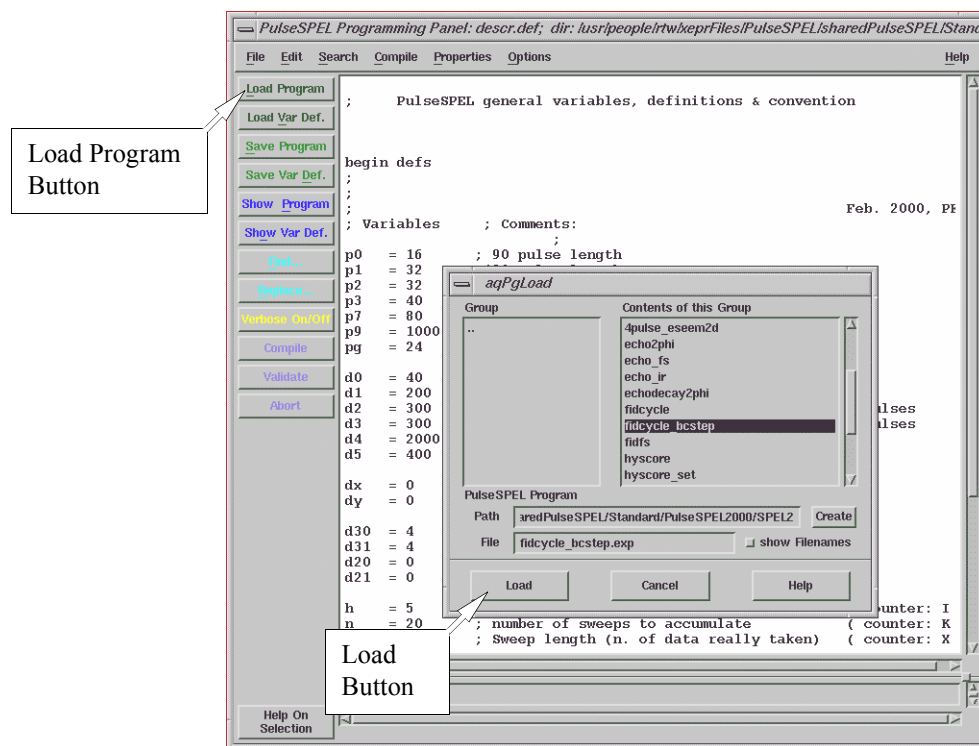 PulseSPEL Programming Panel: descr.def; dir: /usr/people/rtw/xeprFiles/PulseSPEL/sharedPulseSPEL/Stand
File Edit Search Compile Properties Options Help
Load Program
Load Var Def.
Save Program
Save Var Def.
Show Program
Show Var Def.
Replace...
Verbose On/Off
Compile
Validate
Abort
Help On
Selection
Load Program
Button
; PulseSPEL general variables, definitions & convention
begin defs
;
;
; Feb. 2000, PH
; Variables ; Comments:
;
p0 = 16 ; 90 pulse length
p1 = 32
p2 = 32
p3 = 40
p7 = 80
p9 = 1000
pg = 24
d0 = 40
d1 = 200
d2 = 300 ulses
d3 = 300 ulses
d4 = 2000
d5 = 400
dx = 0
dy = 0
d30 = 4
d31 = 4
d20 = 0
d21 = 0
h = 5 ounter: I
n = 20 ; number of sweeps to accumulate ( counter: K
; Sweep length (n. of data really taken) ( counter: X
aqPgLoad
Group
..
Contents of this Group
4pulse_eseem2d
echo2phi
echo_fs
echo_ir
echodecay2phi
fidcycle
fidcycle_bcstep
fidfs
hyscore
hyscore_set
PulseSPEL Program
Path aredPulseSPEL/Standard/PulseSPEL2000/SPEL2 Create
File fidcycle_bcstep.exp show Filenames
Load Cancel Help
Load
Button